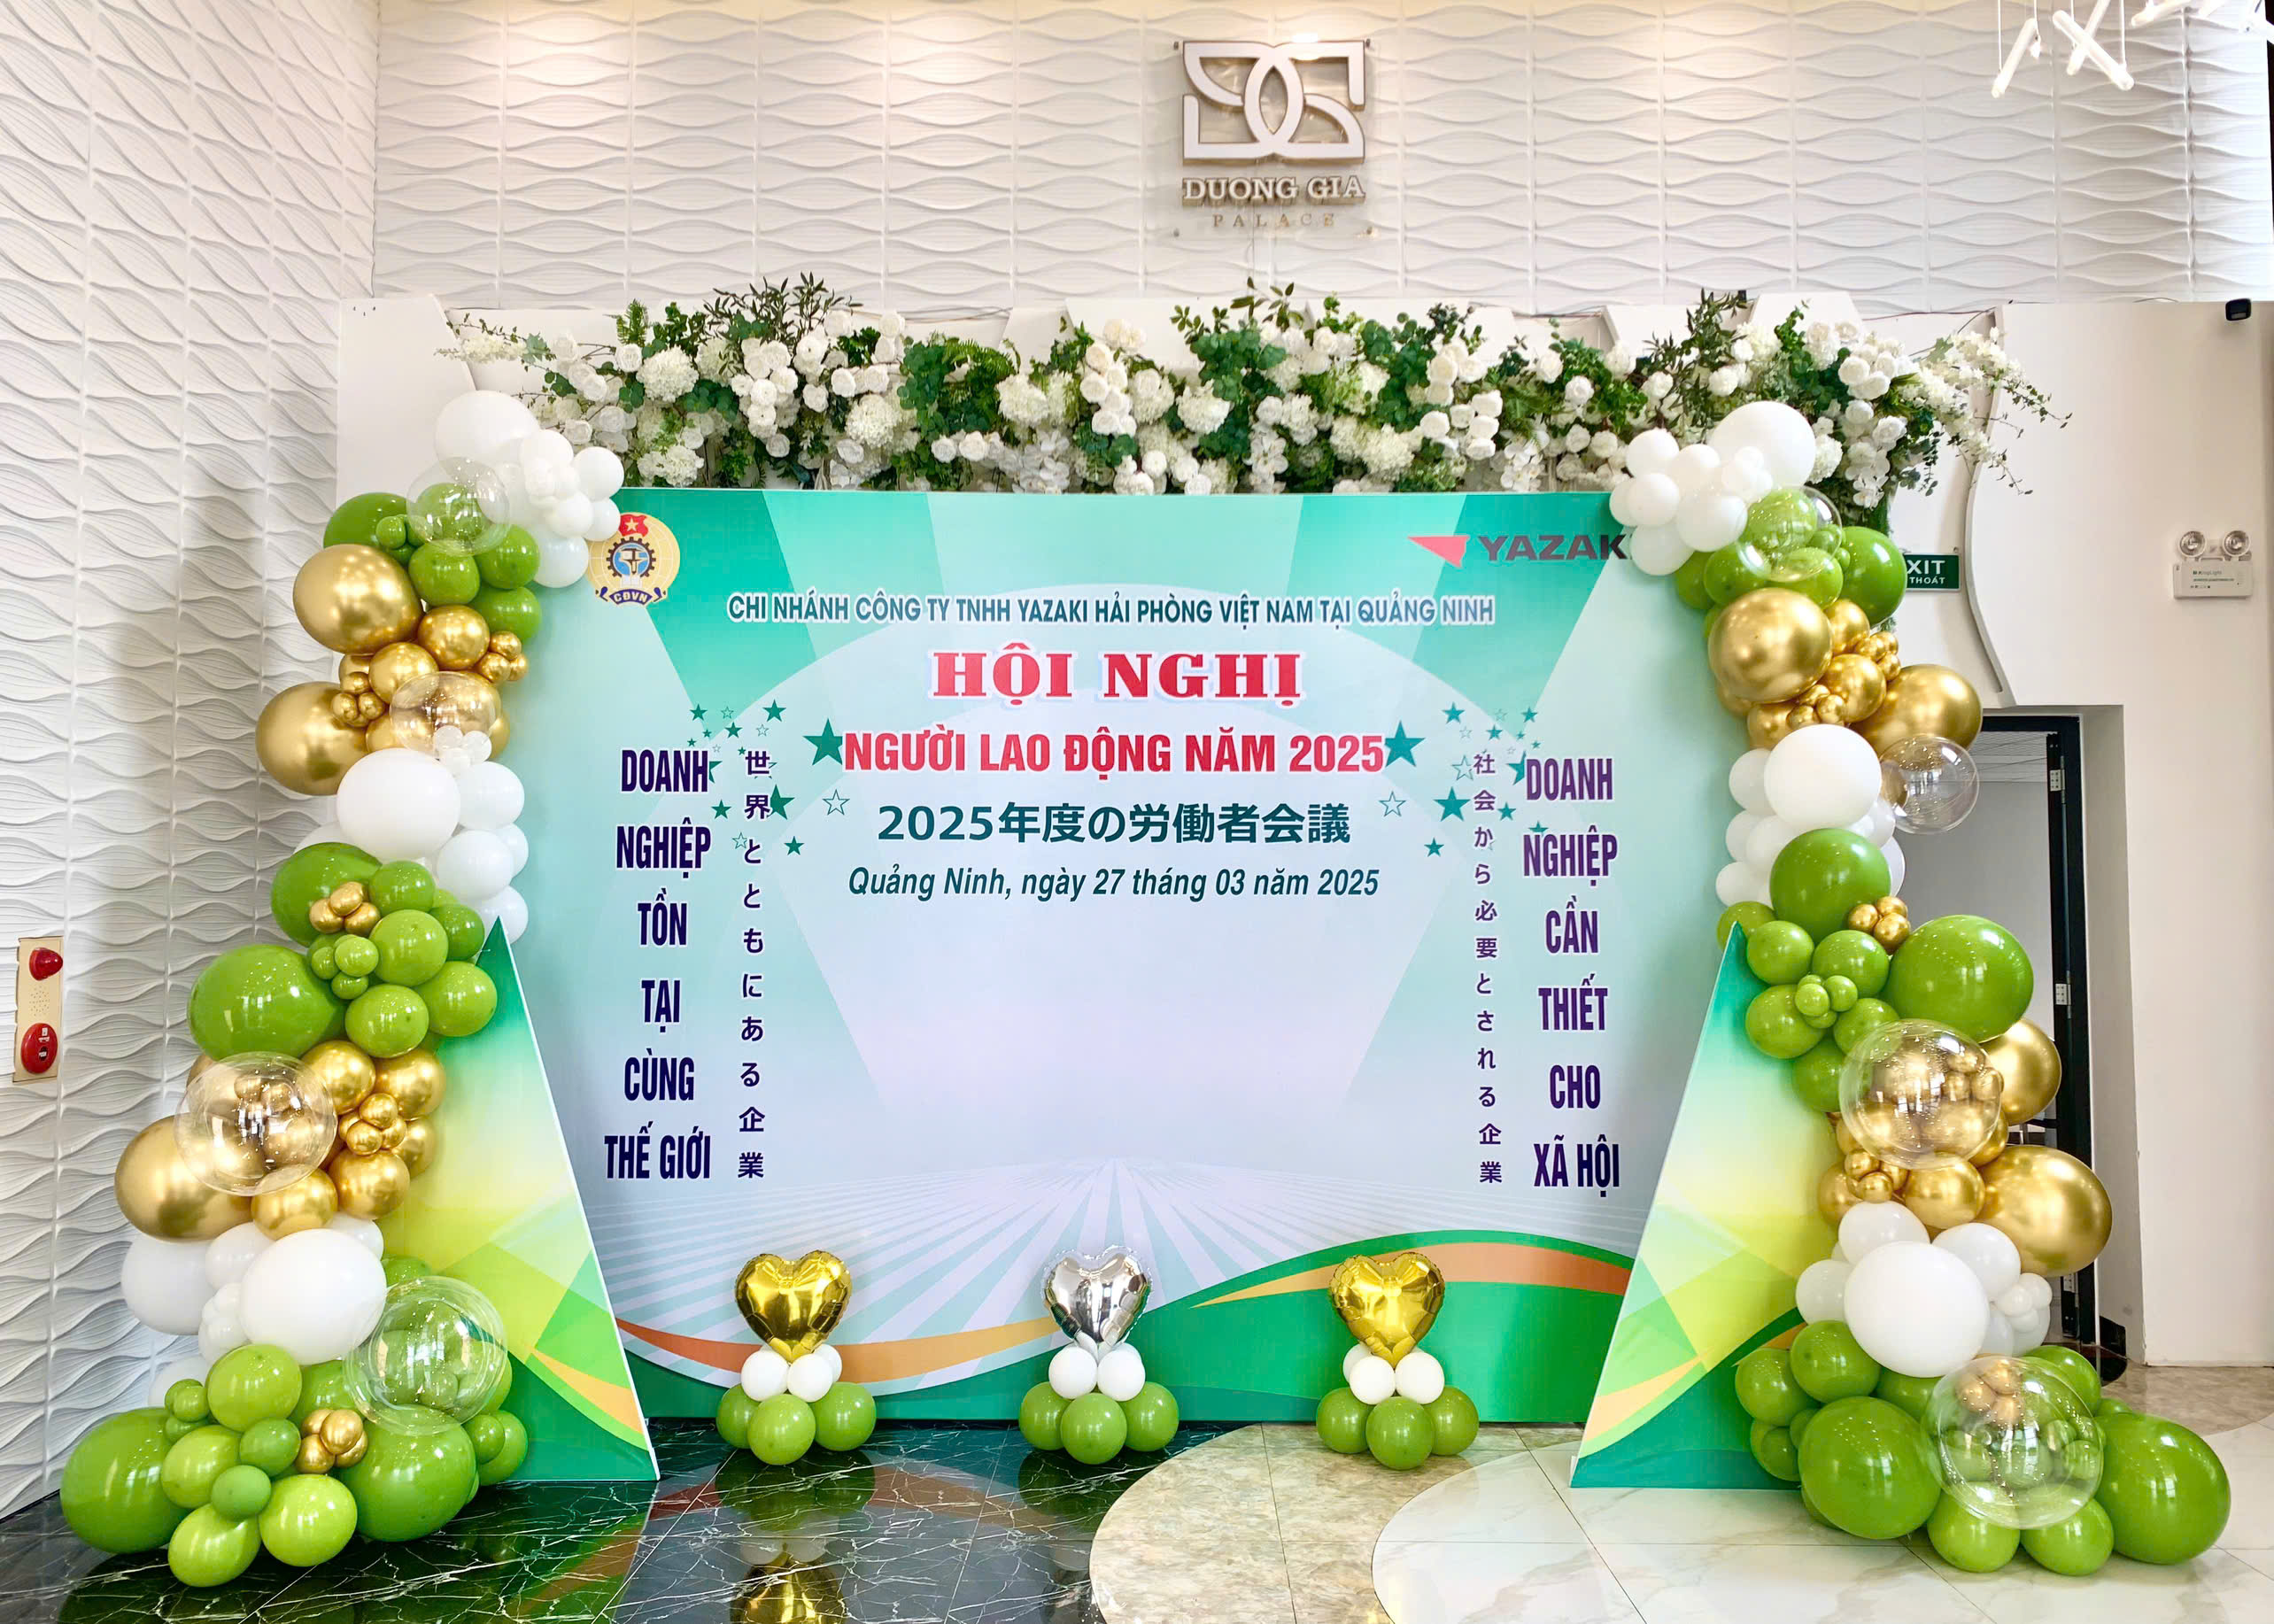 DUONG GIA
PALACE
CĐVN
YAZAK
CHI NHÁNH CÔNG TY TNHH YAZAKI HẢI PHÒNG VIỆT NAM TẠI QUẢNG NINH
HỘI NGHỊ
NGƯỜI LAO ĐỘNG NĂM 2025
2025年度の労働者会議
Quảng Ninh, ngày 27 tháng 03 năm 2025
DOANH
NGHIỆP
TỒN
TẠI
CÙNG
THẾ GIỚI
世界とともにある企業
社会から必要とされる企業
DOANH
NGHIỆP
CẦN
THIẾT
CHO
XÃ HỘI
XIT
THOÁT